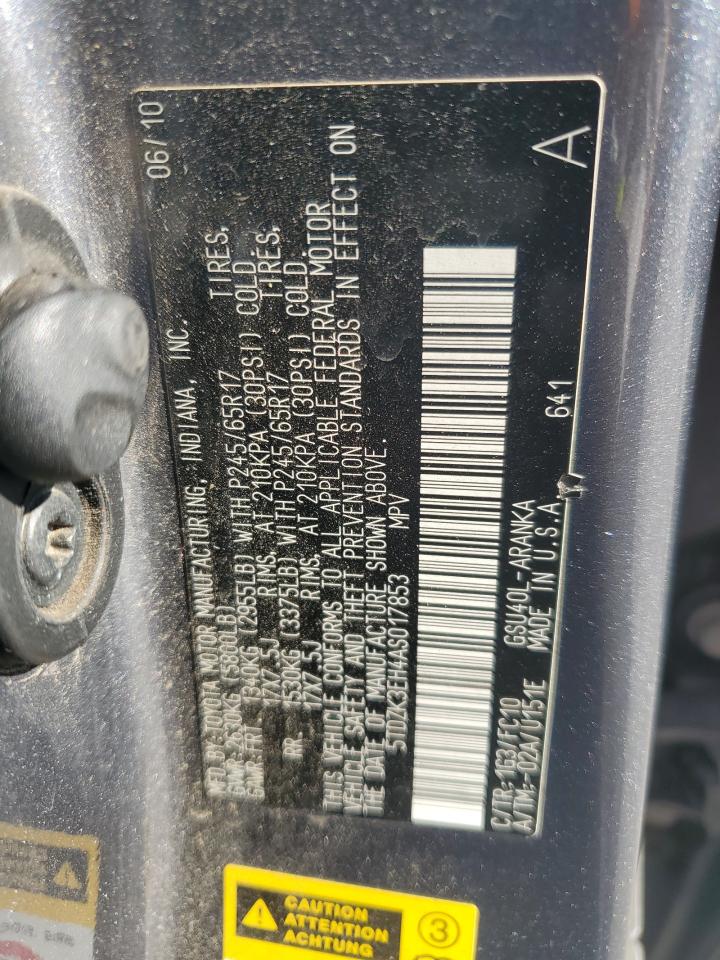 MFD BY: TOYOTA MOTOR MANUFACTURING, INDIANA, INC. 06/10
GVWR: 2630KG (5800LB)
GAWR FRT. 1340KG (2955LB) WITH P245/65R17 TIRES,
17X7.5J RIMS, AT 210KPA (30PSI) COLD
RR. 1530KG (3375LB) WITH P245/65R17 TIRES,
17X7.5J RIMS, AT 210KPA (30PSI) COLD
THIS VEHICLE CONFORMS TO ALL APPLICABLE FEDERAL MOTOR
VEHICLE SAFETY AND THEFT PREVENTION STANDARDS IN EFFECT ON
THE DATE OF MANUFACTURE SHOWN ABOVE.
5TDZK3EH4AS017853 MPV
C/TR: 1G3/FC10 GSU40L-ARANKA 641 A
A/TM: -02A/U151E MADE IN U.S.A.
CAUTION
ATTENTION
ACHTUNG
3